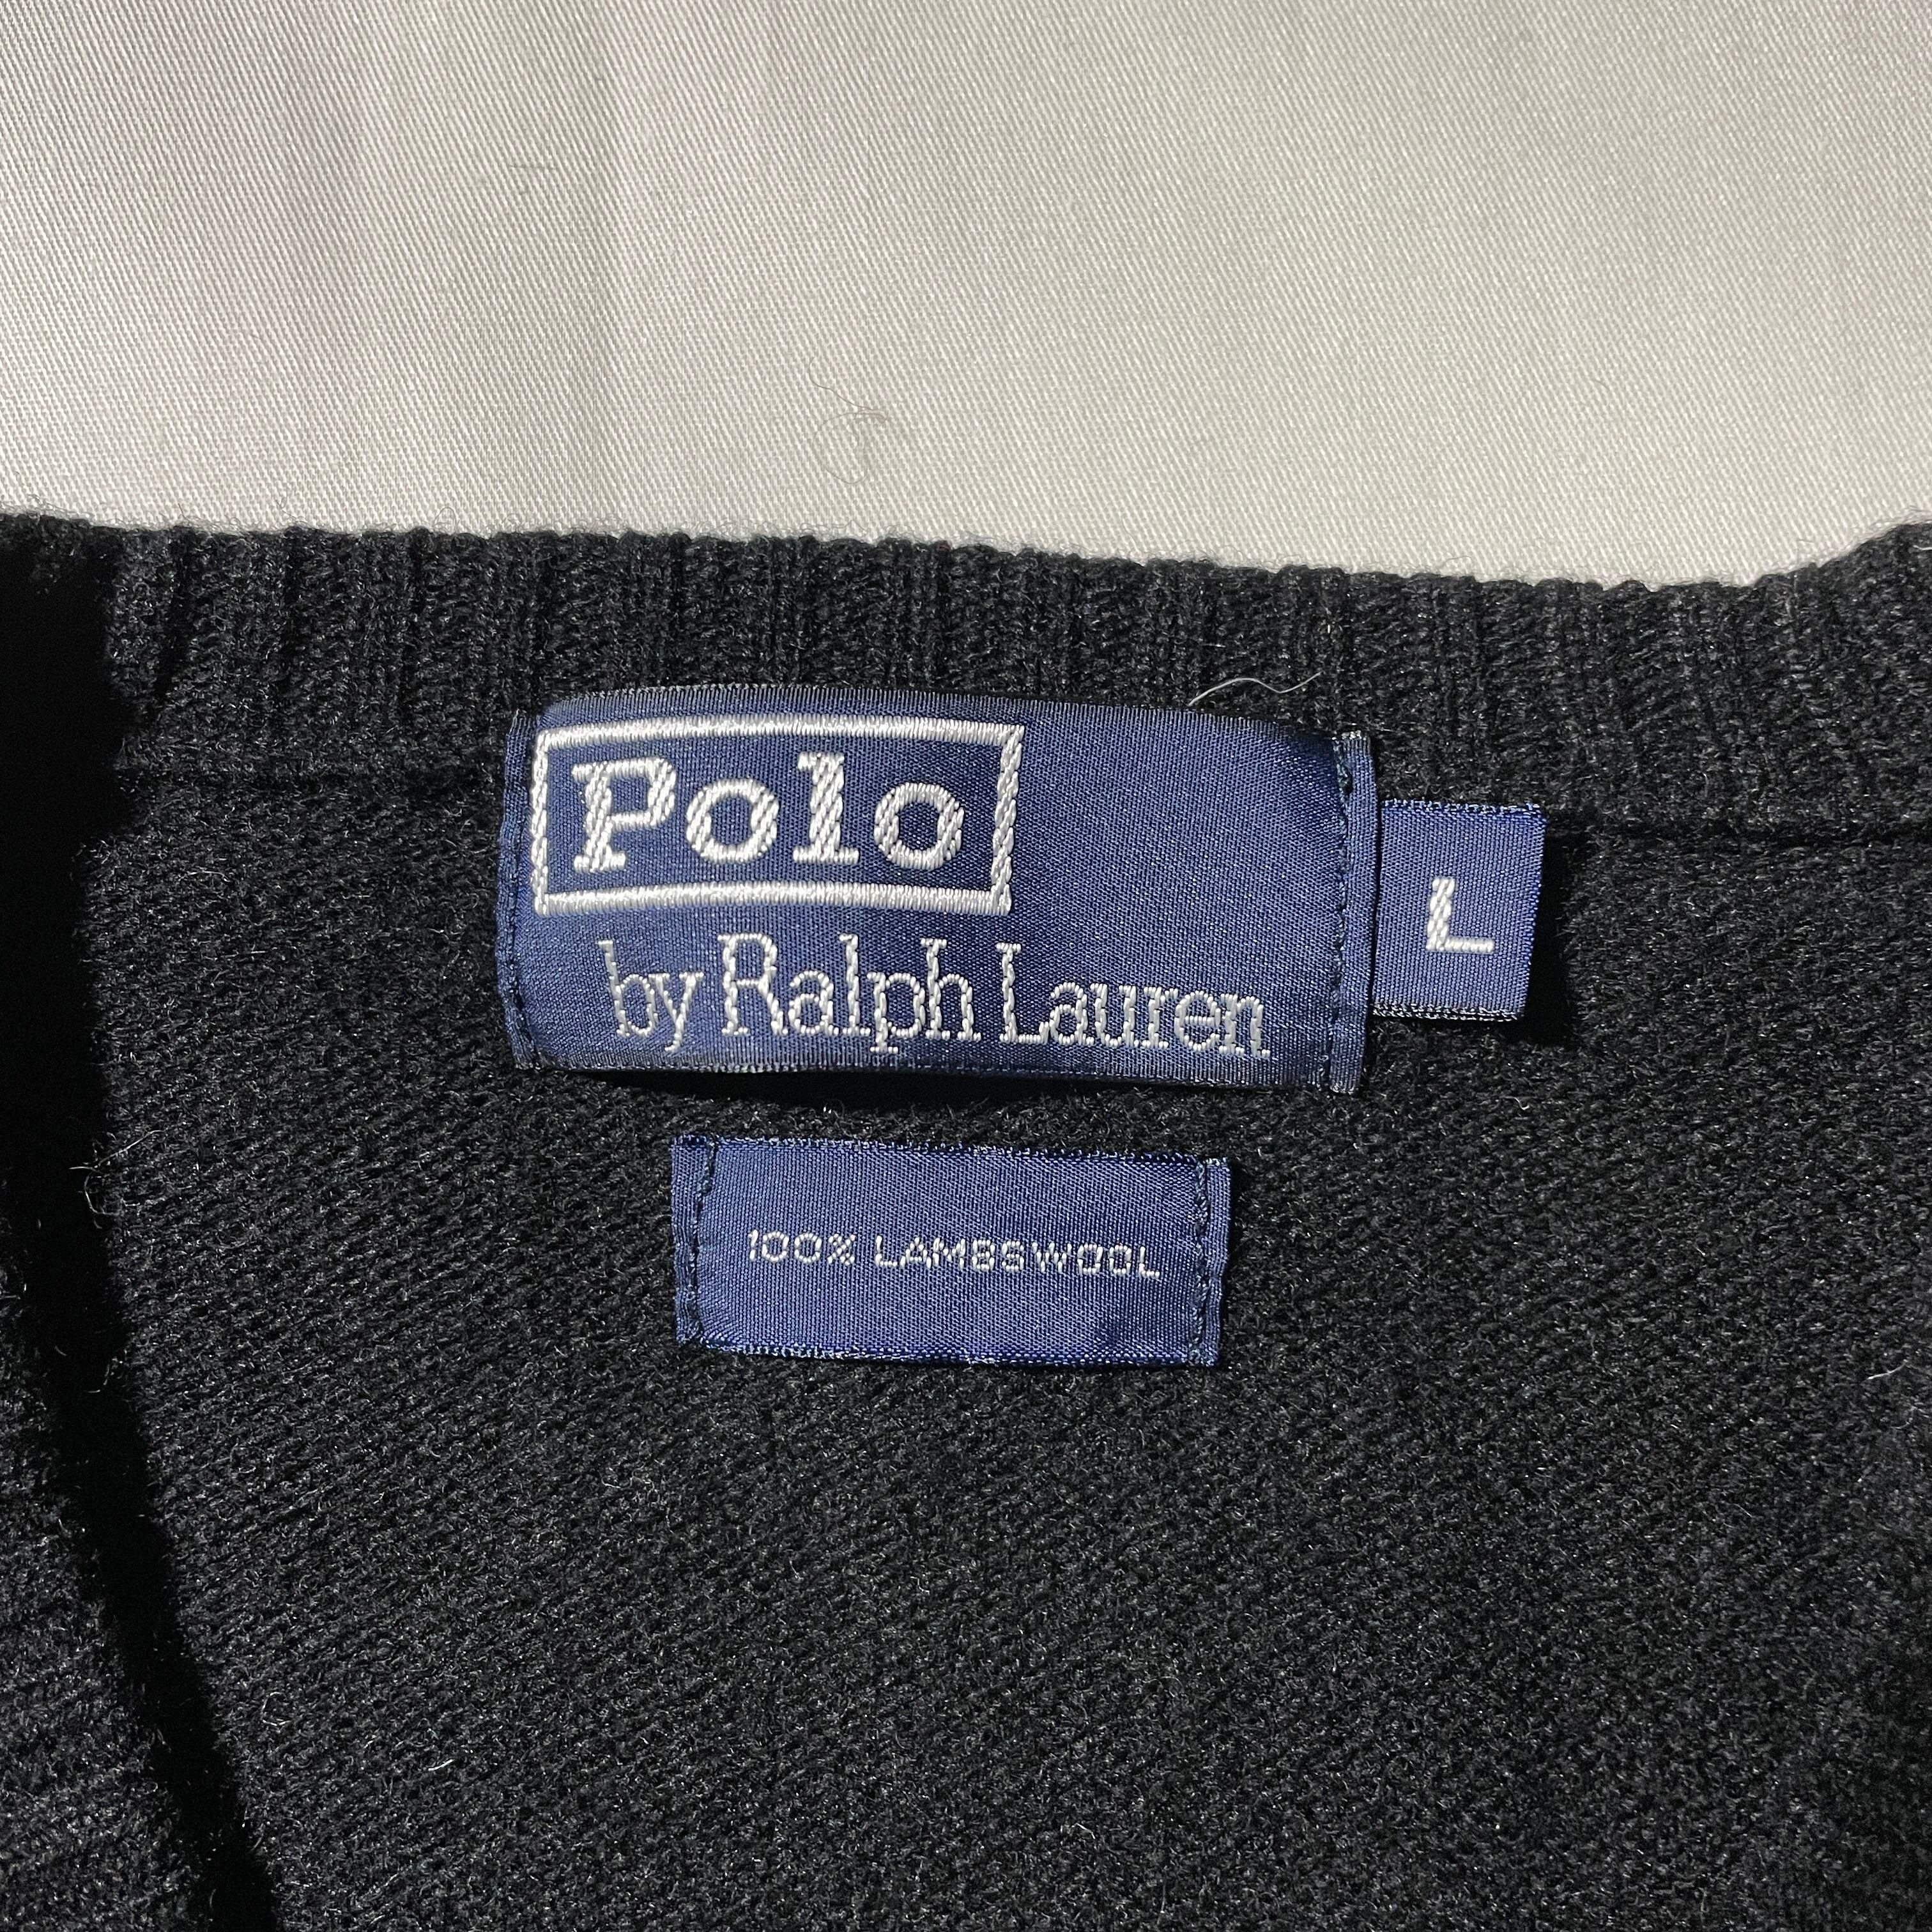 Polo
by Ralph Lauren
L
100% LAMBSWOOL